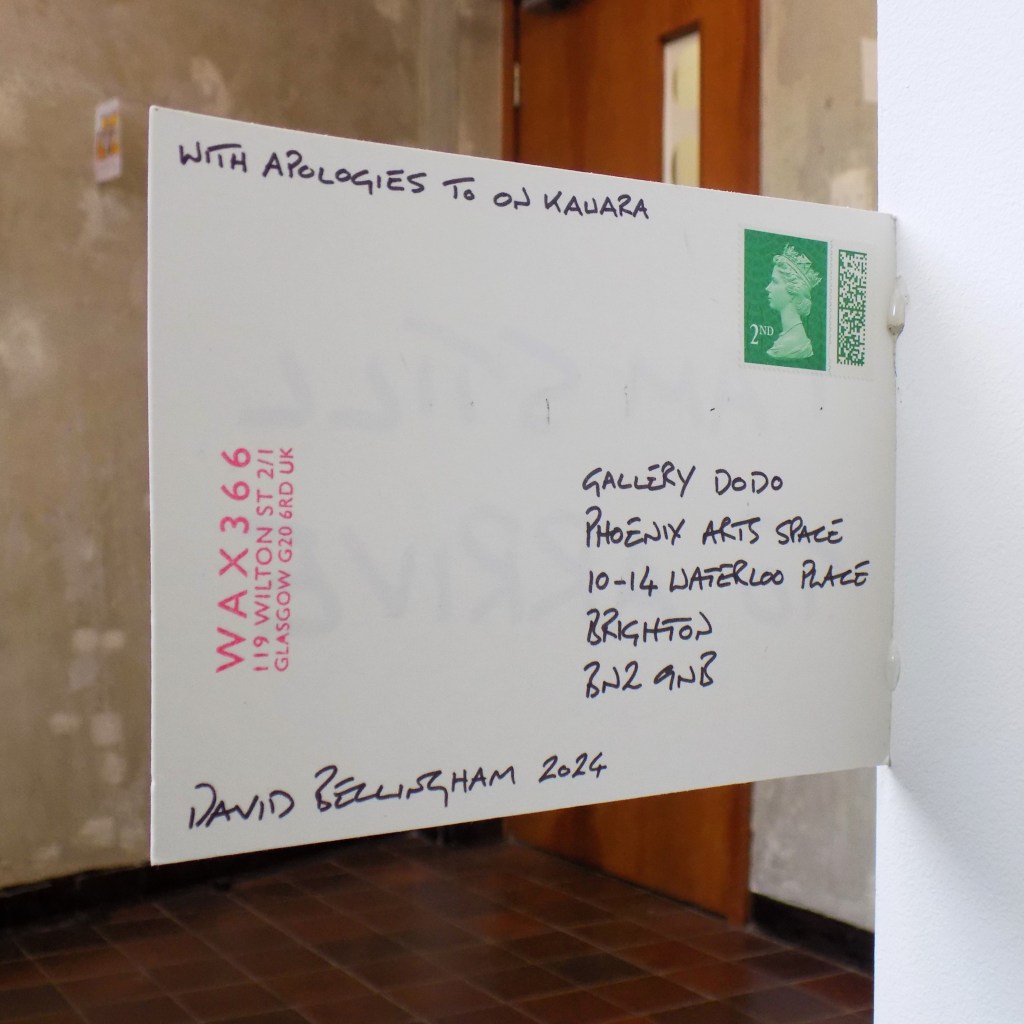 WITH APOLOGIES TO ON KAWARA
2ND
WAX366
119 WILTON ST 2/1
GLASGOW G20 6RD UK
GALLERY DODO
PHOENIX ARTS SPACE
10-14 WATERLOO PLACE
BRIGHTON
BN2 9NB
DAVID BELLINGHAM 2024